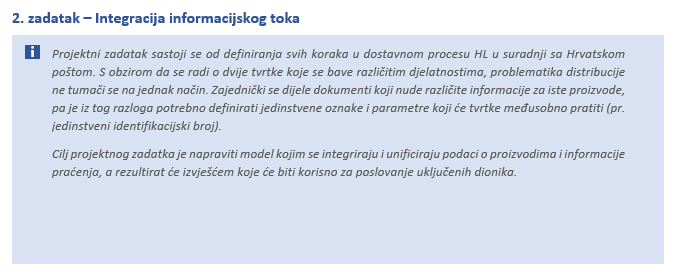 2. zadatak – Integracija informacijskog toka
i
Projektni zadatak sastoji se od definiranja svih koraka u dostavnom procesu HL u suradnji sa Hrvatskom
poštom. S obzirom da se radi o dvije tvrtke koje se bave različitim djelatnostima, problematika distribucije
ne tumači se na jednak način. Zajednički se dijele dokumenti koji nude različite informacije za iste proizvode,
pa je iz tog razloga potrebno definirati jedinstvene oznake i parametre koji će tvrtke međusobno pratiti (pr.
jedinstveni identifikacijski broj).
Cilj projektnog zadatka je napraviti model kojim se integriraju i unificiraju podaci o proizvodima i informacije
praćenja, a rezultirat će izvješćem koje će biti korisno za poslovanje uključenih dionika.